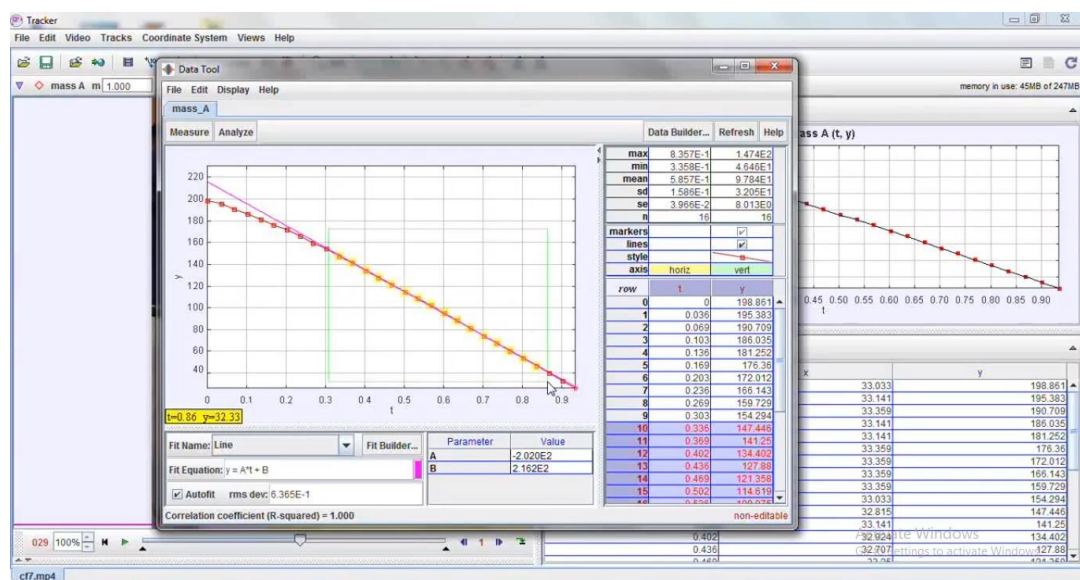 Tracker
File Edit Video Tracks Coordinate System Views Help
mass A m 1.000
memory in use: 45MB of 247MB
Data Tool
File Edit Display Help
mass_A
Measure Analyze Data Builder... Refresh Help
ass A (t, y)
max 8.357E-1 1.474E2
min 3.358E-1 4.646E1
mean 5.857E-1 9.784E1
sd 1.586E-1 3.205E1
se 3.966E-2 8.013E0
n 16 16
markers
lines
style
axis horiz vert
row t y
0 0 198.861
1 0.036 195.383
2 0.069 190.709
3 0.103 186.035
4 0.136 181.252
5 0.169 176.36
6 0.203 172.012
7 0.236 166.143
8 0.269 159.729
9 0.303 154.294
10 0.336 147.446
11 0.369 141.25
12 0.402 134.402
13 0.436 127.88
14 0.469 121.358
15 0.502 114.619
220
200
180
160
140
y
120
100
80
60
40
0 0.1 0.2 0.3 0.4 0.5 0.6 0.7 0.8 0.9
t
t=0.86 y=32.33
0.45 0.50 0.55 0.60 0.65 0.70 0.75 0.80 0.85 0.90
t
Fit Name: Line Fit Builder...
Fit Equation: y = A*t + B
Autofit rms dev: 6.365E-1
Parameter Value
A -2.020E2
B 2.162E2
Correlation coefficient (R-squared) = 1.000
non-editable
x y
33.033 198.861
33.141 195.383
33.359 190.709
33.141 186.035
33.141 181.252
33.359 176.36
33.359 172.012
33.359 166.143
33.359 159.729
33.033 154.294
32.815 147.446
33.141 141.25
0.402 32.924 134.402
0.436 32.707 127.88
029 100% 1
cf7.mp4